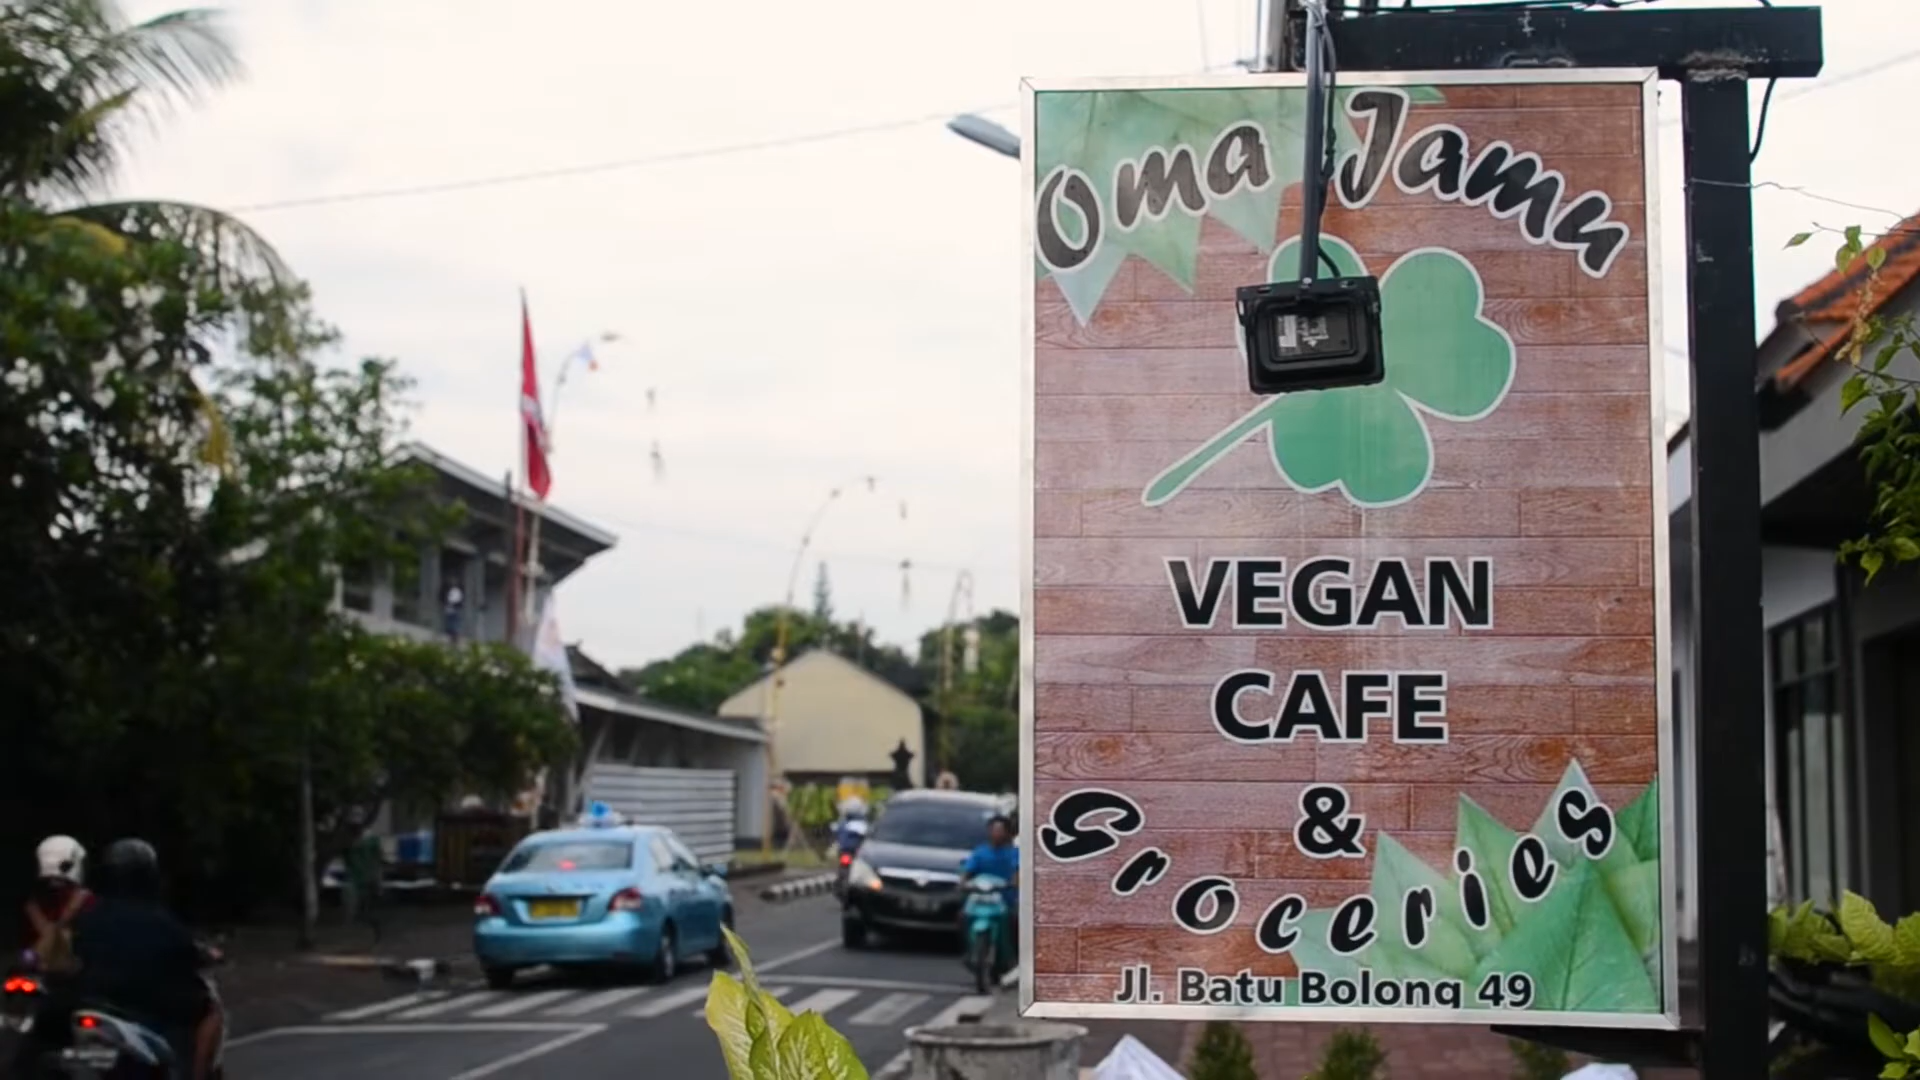 Oma Jamu
VEGAN
CAFE
&
Groceries
Jl. Batu Bolong 49